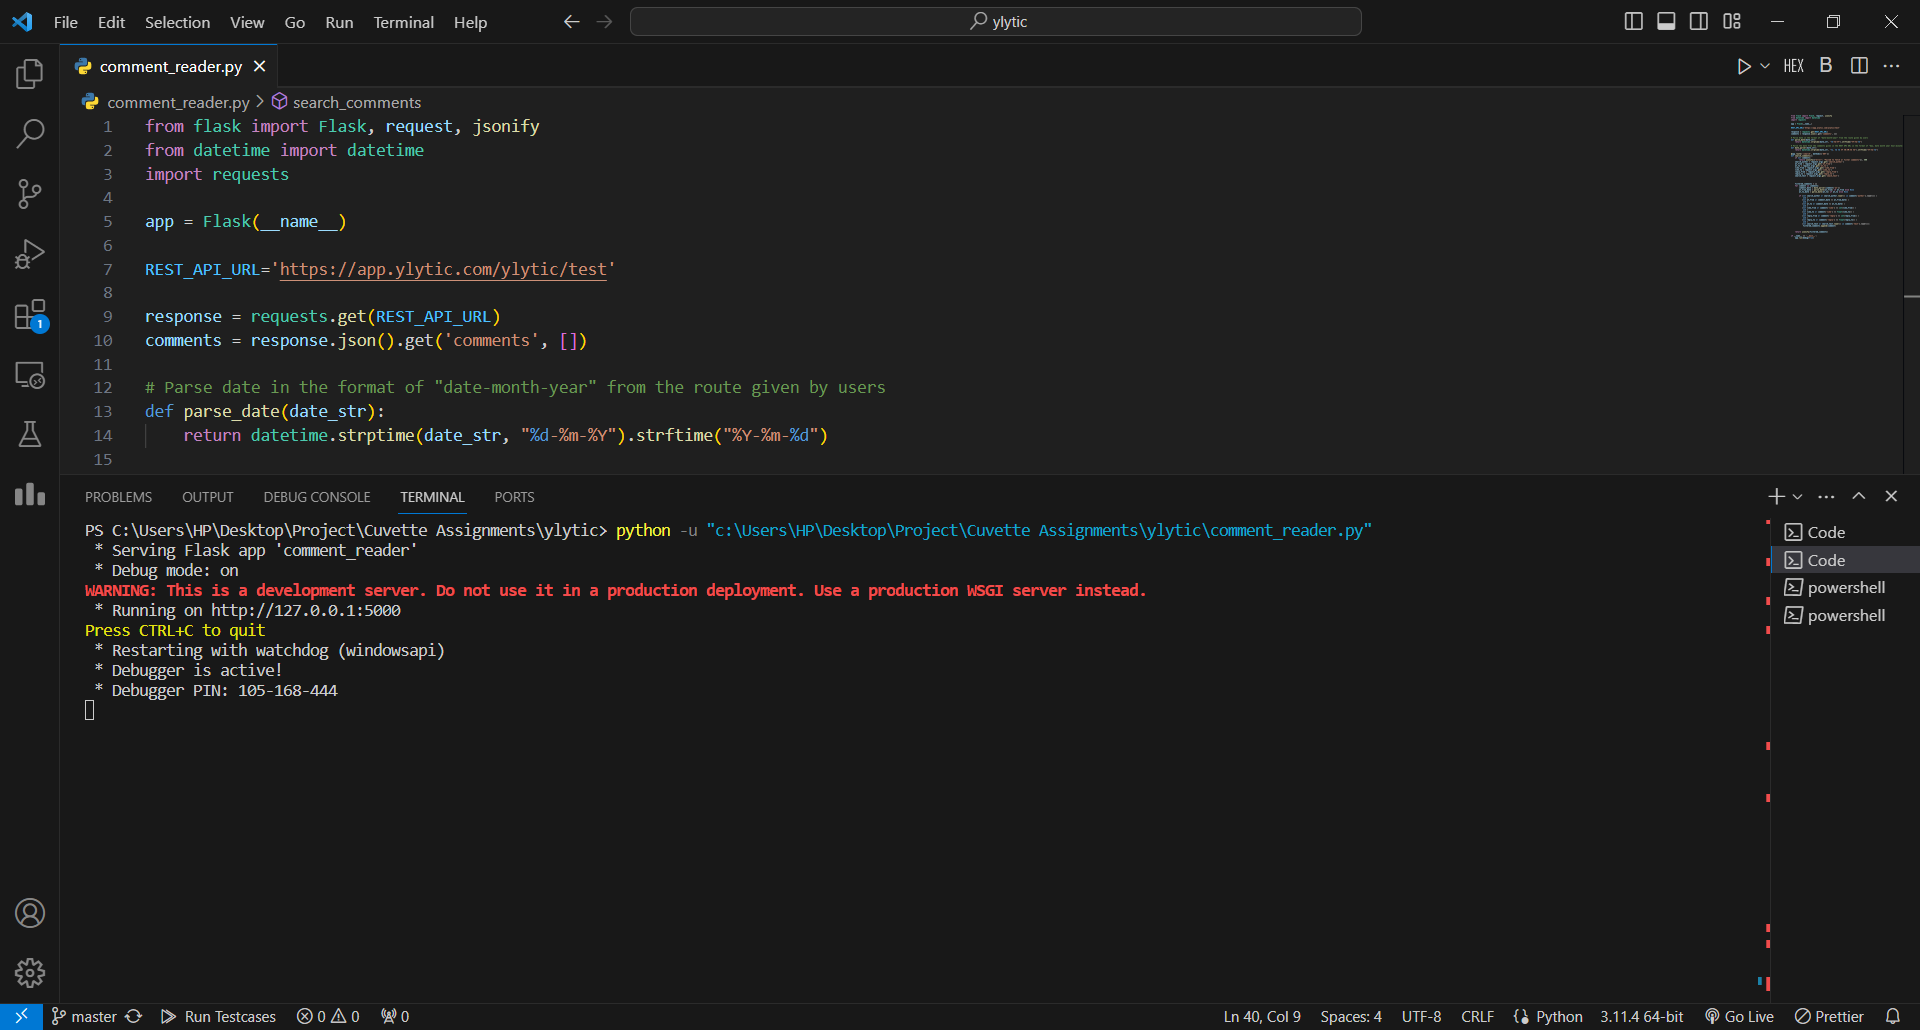 File Edit Selection View Go Run Terminal Help
ylytic
comment_reader.py
HEX B
comment_reader.py > search_comments
1 from flask import Flask, request, jsonify
2 from datetime import datetime
3 import requests
4
5 app = Flask(__name__)
6
7 REST_API_URL='https://app.ylytic.com/ylytic/test'
8
9 response = requests.get(REST_API_URL)
10 comments = response.json().get('comments', [])
11
12 # Parse date in the format of "date-month-year" from the route given by users
13 def parse_date(date_str):
14     return datetime.strptime(date_str, "%d-%m-%Y").strftime("%Y-%m-%d")
15
1
PROBLEMS OUTPUT DEBUG CONSOLE TERMINAL PORTS
PS C:\Users\HP\Desktop\Project\Cuvette Assignments\ylytic> python -u "c:\Users\HP\Desktop\Project\Cuvette Assignments\ylytic\comment_reader.py"
* Serving Flask app 'comment_reader'
* Debug mode: on
WARNING: This is a development server. Do not use it in a production deployment. Use a production WSGI server instead.
* Running on http://127.0.0.1:5000
Press CTRL+C to quit
* Restarting with watchdog (windowsapi)
* Debugger is active!
* Debugger PIN: 105-168-444
Code
Code
powershell
powershell
master Run Testcases 0 0 0 Ln 40, Col 9 Spaces: 4 UTF-8 CRLF Python 3.11.4 64-bit Go Live Prettier